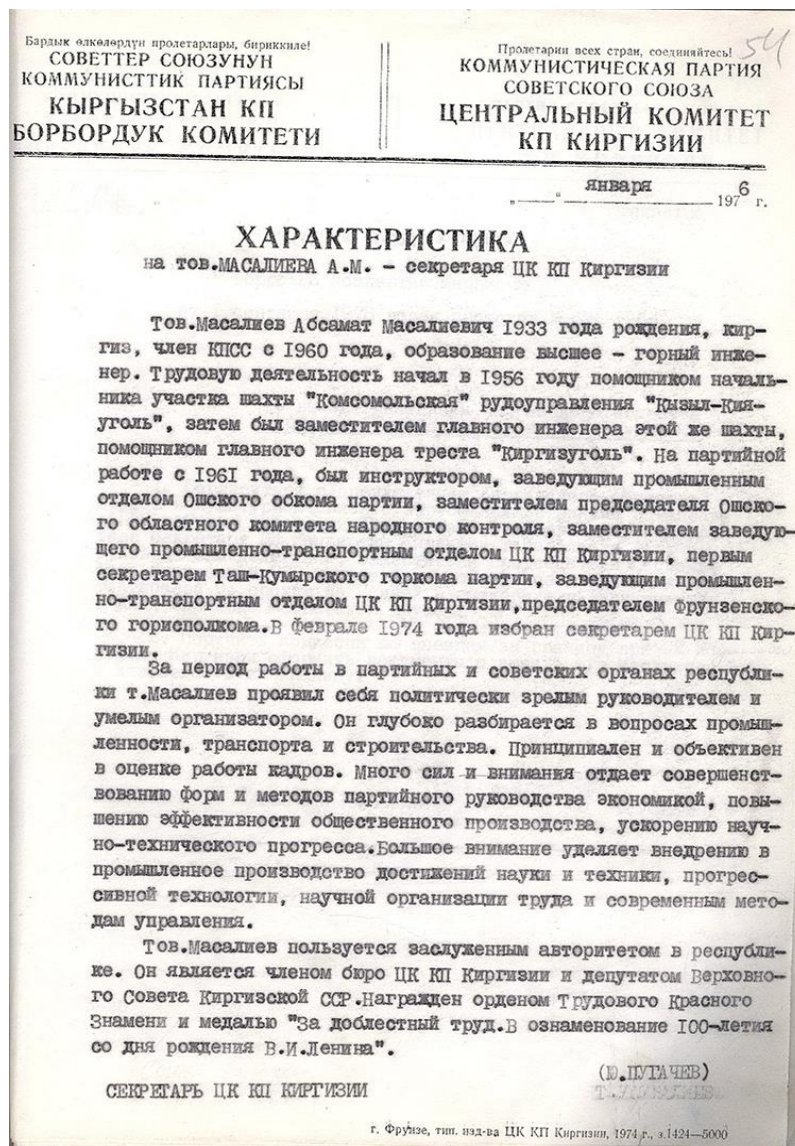 Бардык өлкөлөрдүн пролетарлары, бириккиле!
СОВЕТТЕР СОЮЗУНУН
КОММУНИСТТИК ПАРТИЯСЫ
КЫРГЫЗСТАН КП
БОРБОРДУК КОМИТЕТИ
Пролетарии всех стран, соединяйтесь!
КОММУНИСТИЧЕСКАЯ ПАРТИЯ
СОВЕТСКОГО СОЮЗА
ЦЕНТРАЛЬНЫЙ КОМИТЕТ
КП КИРГИЗИИ
54
„ “ января 1976 г.
ХАРАКТЕРИСТИКА
на тов.МАСАЛИЕВА А.М. – секретаря ЦК КП Киргизии
Тов.Масалиев Абсамат Масалиевич 1933 года рождения, кир-
гиз, член КПСС с 1960 года, образование высшее – горный инже-
нер. Трудовую деятельность начал в 1956 году помощником началь-
ника участка шахты "Комсомольская" рудоуправления "Кызыл-Кия-
уголь", затем был заместителем главного инженера этой же шахты,
помощником главного инженера треста "Киргизуголь". На партийной
работе с 1961 года, был инструктором, заведующим промышленным
отделом Ошского обкома партии, заместителем председателя Ошско-
го областного комитета народного контроля, заместителем заведую-
щего промышленно-транспортным отделом ЦК КП Киргизии, первым
секретарем Таш-Кумырского горкома партии, заведующим промышлен-
но-транспортным отделом ЦК КП Киргизии,председателем Фрунзенско-
го горисполкома.В феврале 1974 года избран секретарем ЦК КП Кир-
гизии.
За период работы в партийных и советских органах республи-
ки т.Масалиев проявил себя политически зрелым руководителем и
умелым организатором. Он глубоко разбирается в вопросах промыш-
ленности, транспорта и строительства. Принципиален и объективен
в оценке работы кадров. Много сил и внимания отдает совершенст-
вованию форм и методов партийного руководства экономикой, повы-
шению эффективности общественного производства, ускорению науч-
но-технического прогресса.Большое внимание уделяет внедрению в
промышленное производство достижений науки и техники, прогрес-
сивной технологии, научной организации труда и современным мето-
дам управления.
Тов.Масалиев пользуется заслуженным авторитетом в республи-
ке. Он является членом бюро ЦК КП Киргизии и депутатом Верховно-
го Совета Киргизской ССР.Награжден орденом Трудового Красного
Знамени и медалью "За доблестный труд.В ознаменование 100-летия
со дня рождения В.И.Ленина".
СЕКРЕТАРЬ ЦК КП КИРГИЗИИ
(Ю.ПУГАЧЕВ)
г. Фрунзе, тип. изд-ва ЦК КП Киргизии, 1974 г., з.1424—5000